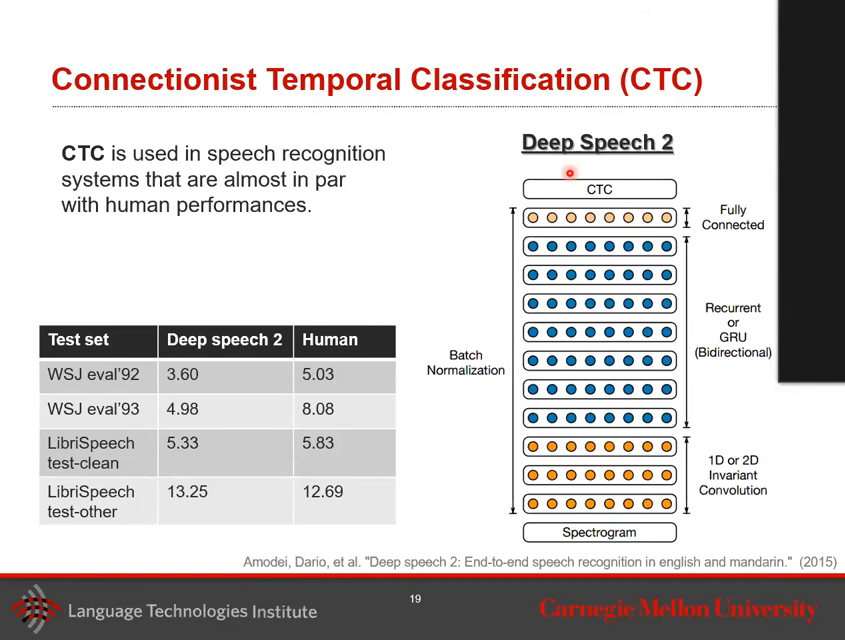 Connectionist Temporal Classification (CTC)
CTC is used in speech recognition
systems that are almost in par
with human performances.
Test set Deep speech 2 Human
WSJ eval’92 3.60 5.03
WSJ eval’93 4.98 8.08
LibriSpeech
test-clean 5.33 5.83
LibriSpeech
test-other 13.25 12.69
Deep Speech 2
CTC
Fully
Connected
Recurrent
or
GRU
(Bidirectional)
Batch
Normalization
1D or 2D
Invariant
Convolution
Spectrogram
Amodei, Dario, et al. "Deep speech 2: End-to-end speech recognition in english and mandarin." (2015)
Language Technologies Institute
19
Carnegie Mellon University